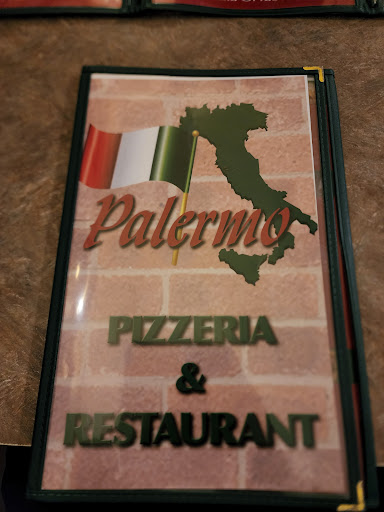 Palermo
PIZZERIA
&
RESTAURANT